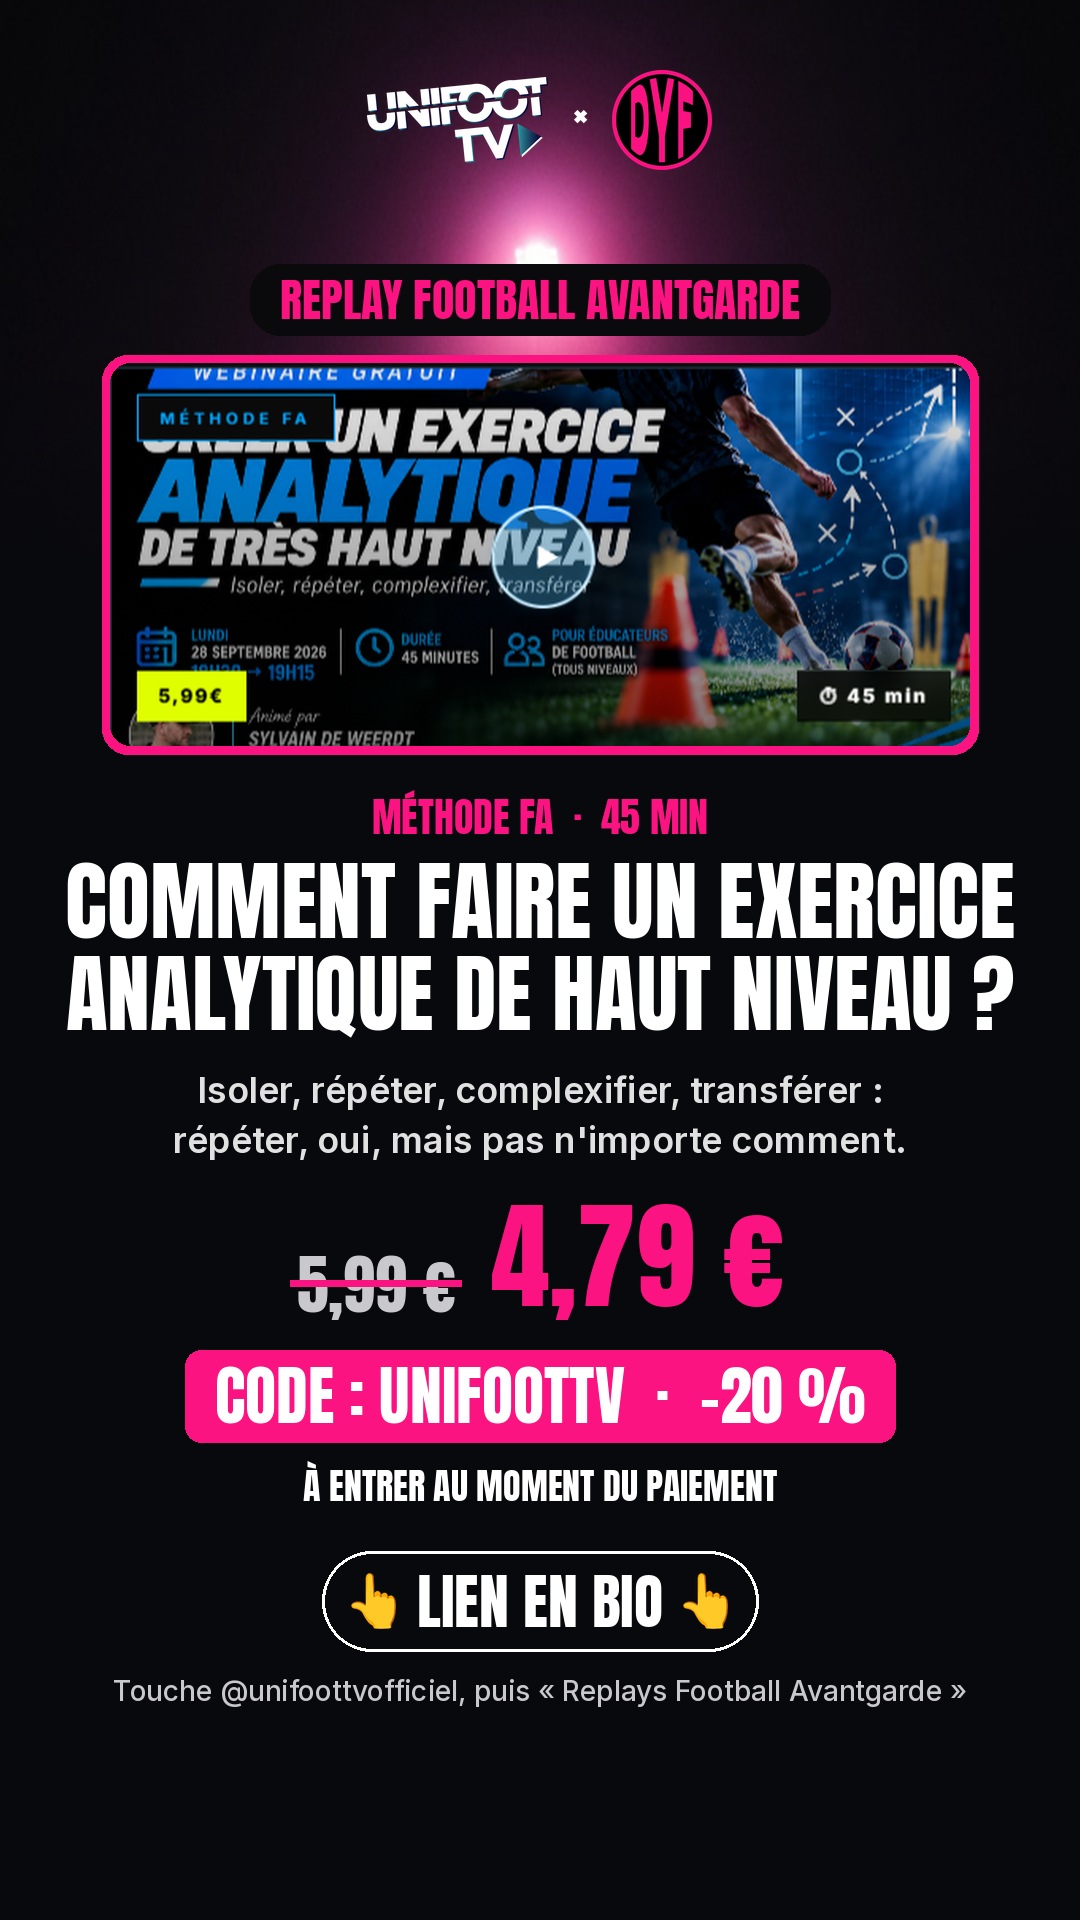 UNIFOOT
TV
×
DYF
REPLAY FOOTBALL AVANTGARDE
WEBINAIRE GRATUIT
MÉTHODE FA
UN EXERCICE
ANALYTIQUE
DE TRÈS HAUT NIVEAU
Isoler, répéter, complexifier, transférer
LUNDI
28 SEPTEMBRE 2026
→ 19H15
DURÉE
45 MINUTES
POUR ÉDUCATEURS
DE FOOTBALL
(TOUS NIVEAUX)
5,99€
⏱ 45 min
Animé par
SYLVAIN DE WEERDT
MÉTHODE FA · 45 MIN
COMMENT FAIRE UN EXERCICE
ANALYTIQUE DE HAUT NIVEAU ?
Isoler, répéter, complexifier, transférer :
répéter, oui, mais pas n'importe comment.
5,99 € 4,79 €
CODE : UNIFOOTTV · -20 %
À ENTRER AU MOMENT DU PAIEMENT
👆 LIEN EN BIO 👆
Touche @unifoottvofficiel, puis « Replays Football Avantgarde »